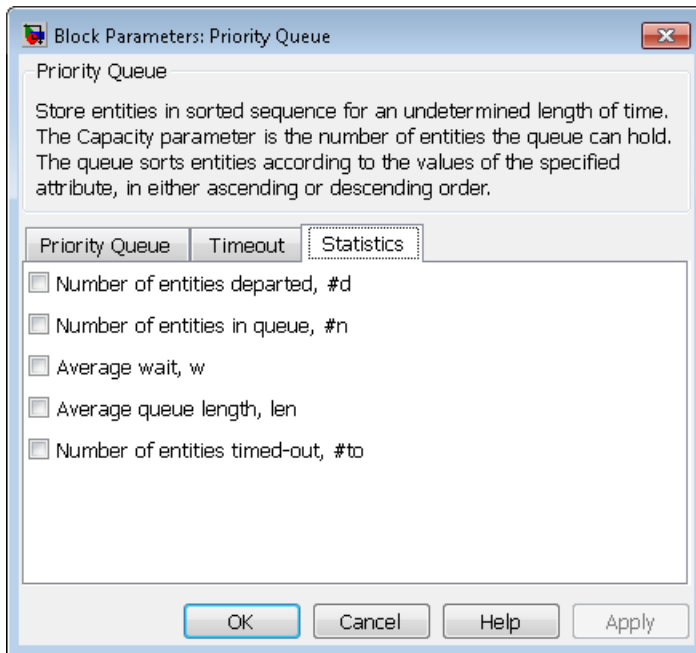 Block Parameters: Priority Queue
Priority Queue
Store entities in sorted sequence for an undetermined length of time.
The Capacity parameter is the number of entities the queue can hold.
The queue sorts entities according to the values of the specified
attribute, in either ascending or descending order.
Priority Queue Timeout Statistics
Number of entities departed, #d
Number of entities in queue, #n
Average wait, w
Average queue length, len
Number of entities timed-out, #to
OK Cancel Help Apply